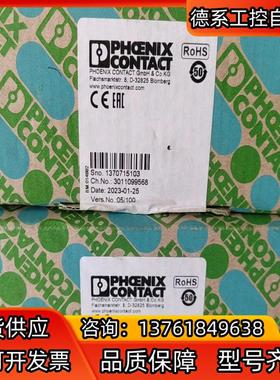 德系工控自
PHŒNIX
CONTACT
RoHS
50
PHOENIX CONTACT GmbH & Co.KG
Flachsmarktstr. 8, D-32825 Blomberg
www.phoenixcontact.com
CE EAC
Sno. 1370715103
Ch.No.: 3011099568
Date: 2023-01-25
Vers.No.:05/100
PHŒNIX
CONTACT
RoHS
50
货供应
咨询：13761849638
可开发票
品质保障
型号齐